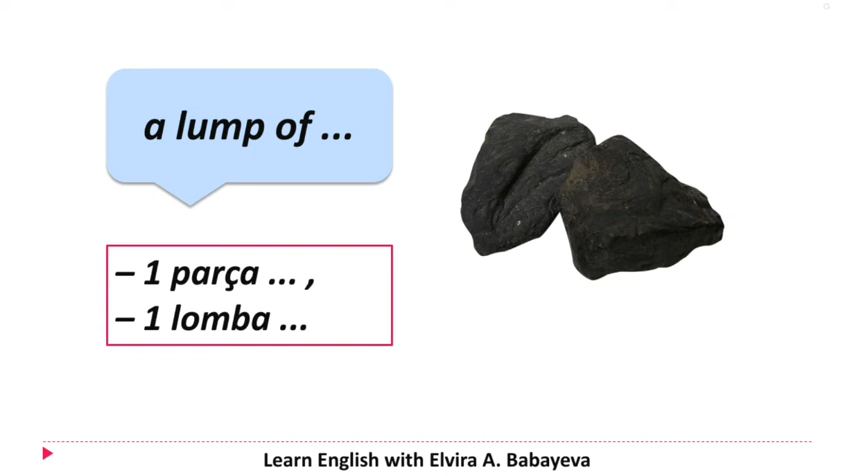 a lump of ...
– 1 parça ... ,
– 1 lomba ...
Learn English with Elvira A. Babayeva